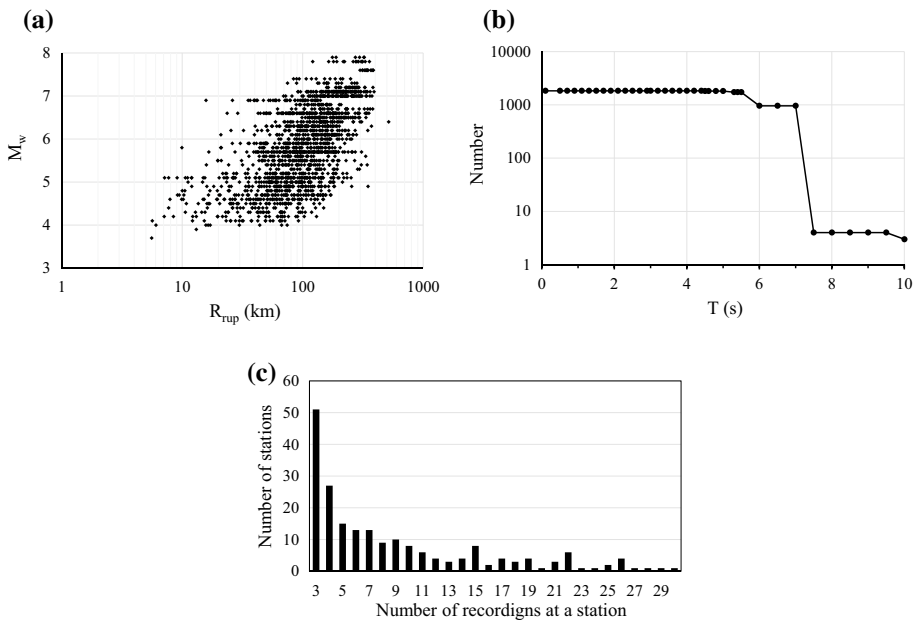 (a)
8
7
6
5
4
3
M_w
1
10
100
1000
R_rup (km)
(b)
10000
1000
100
10
1
Number
0
2
4
6
8
10
T (s)
(c)
60
50
40
30
20
10
0
Number of stations
3 5 7 9 11 13 15 17 19 21 23 25 27 29
Number of recordigns at a station